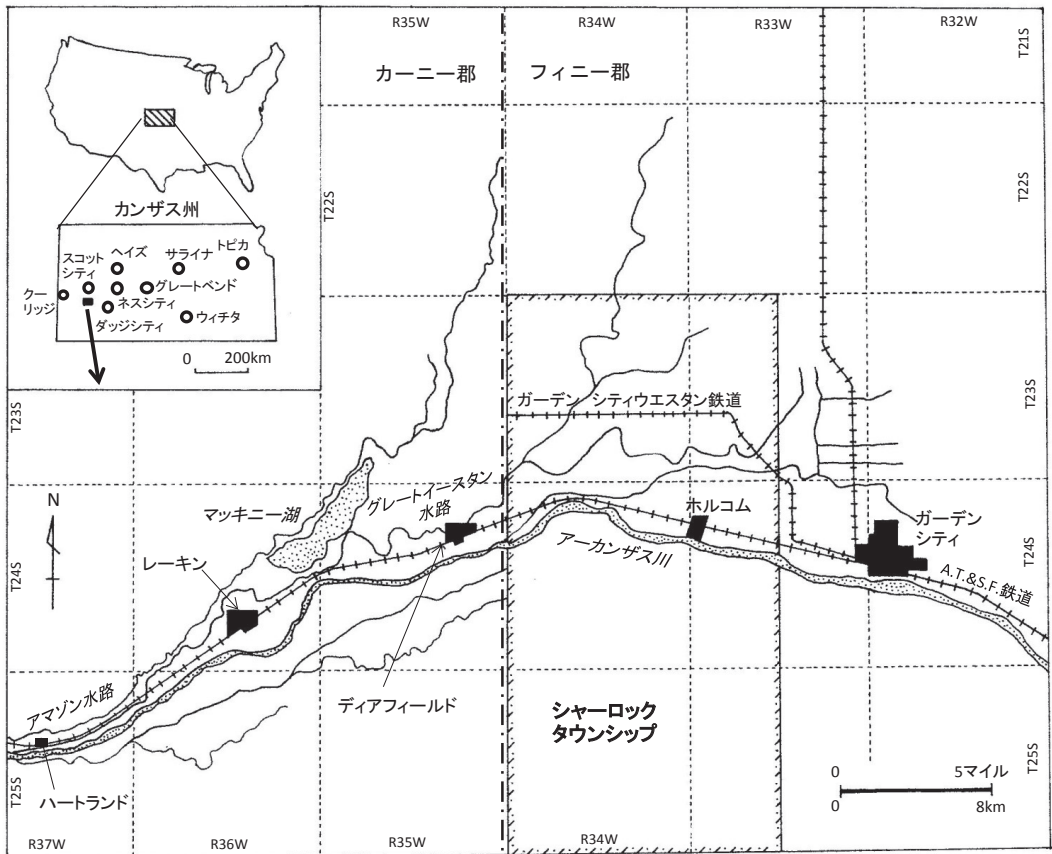 R35W
R34W
R33W
R32W
T21S
カーニー郡
フィニー郡
カンザス州
スコット
シティ
ヘイズ
サライナ
トピカ
クー
リッジ
グレートベンド
ネスシティ
ダッジシティ
ウィチタ
0 200km
T22S
T22S
T23S
T23S
ガーデン シティウエスタン鉄道
N
マッキニー湖
グレートイースタン
水路
ホルコム
ガーデン
シティ
レーキン
アーカンザス川
A.T.&S.F.鉄道
T24S
T24S
アマゾン水路
ディアフィールド
シャーロック
タウンシップ
ハートランド
T25S
T25S
0 5マイル
0 8km
R37W
R36W
R35W
R34W